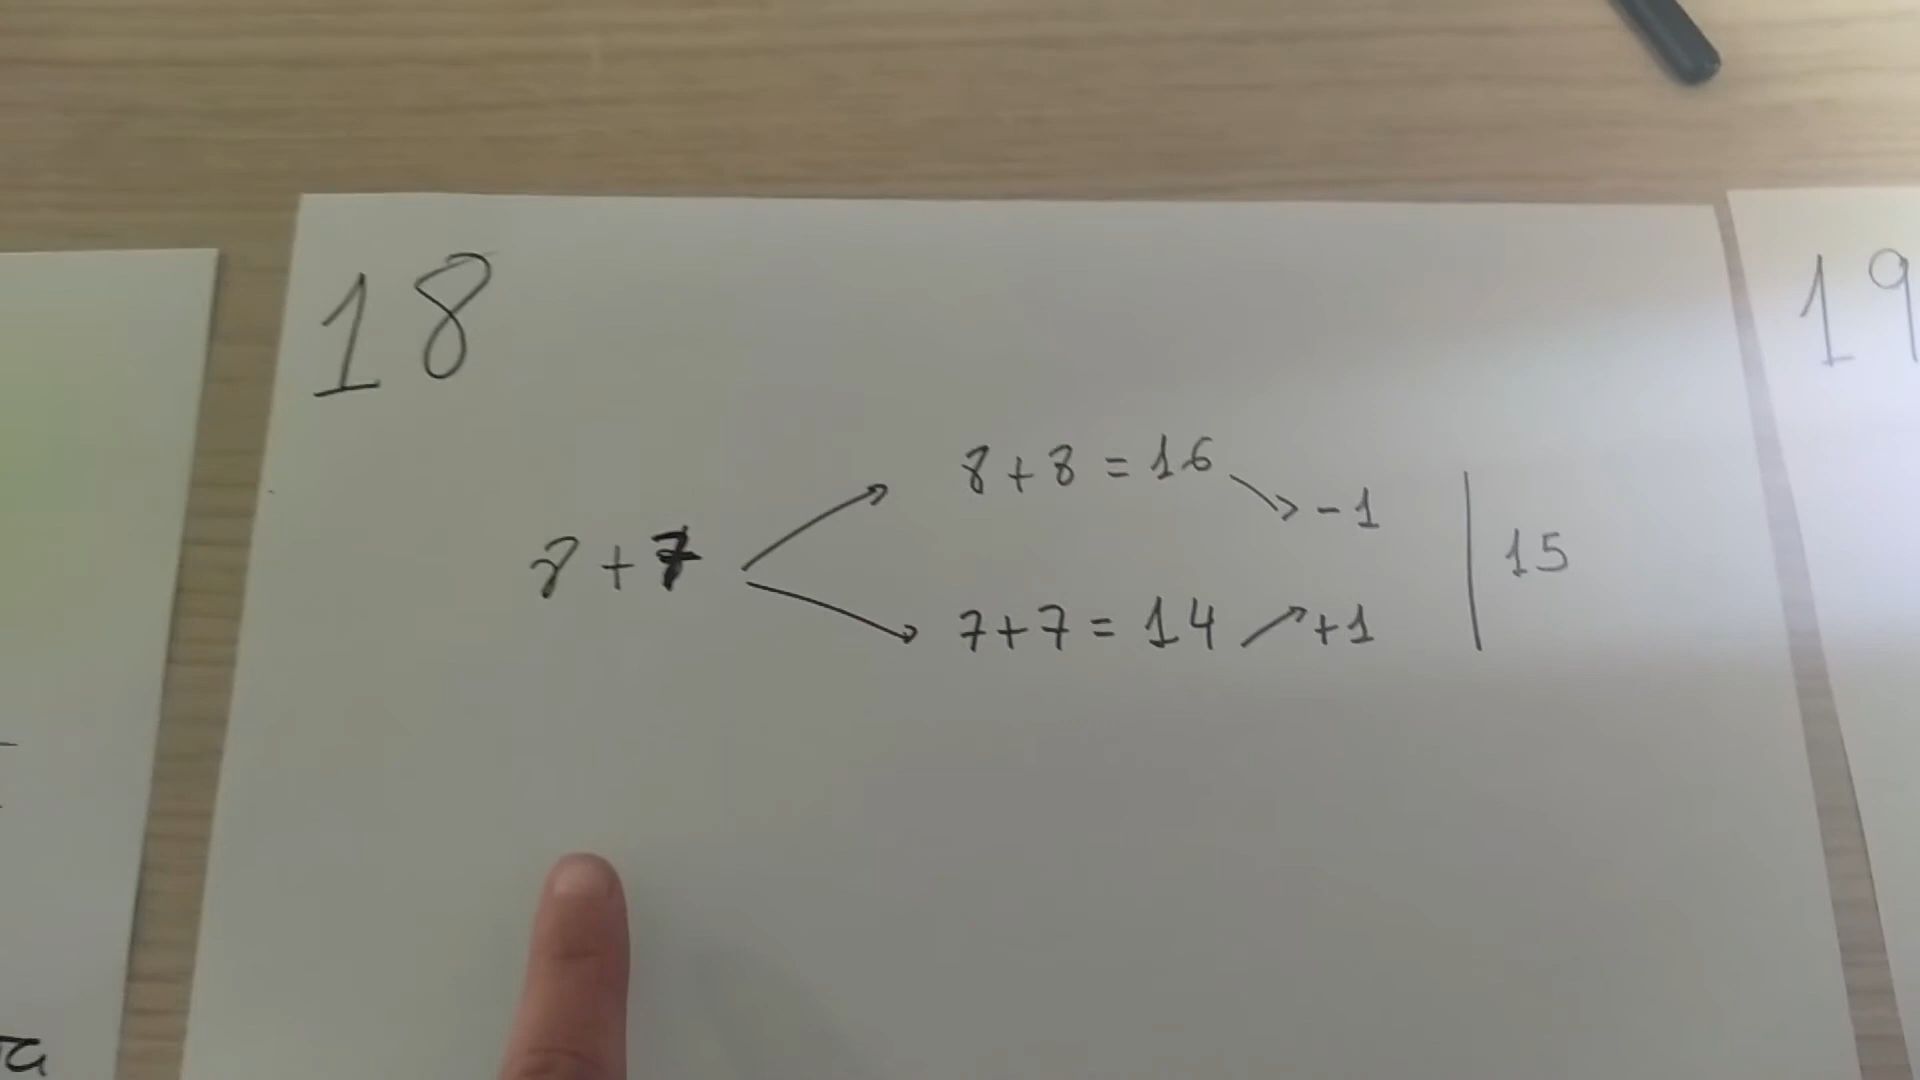 18
19
8+8=16 → -1
8+7 15
7+7=14 → +1